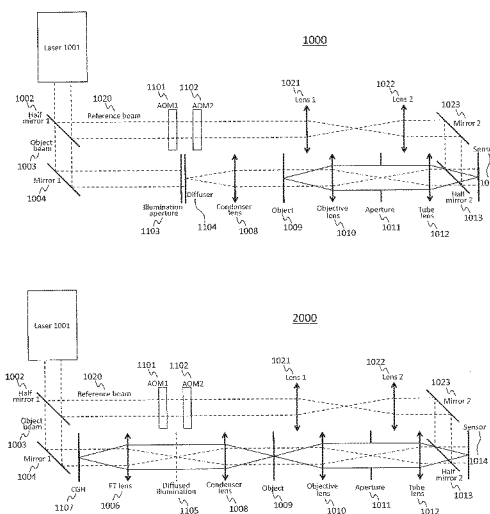 Laser 1001
1000
1002
Half
mirror 1
1020
Reference beam
1101
AOM1
1102
AOM2
1021
Lens 1
1022
Lens 2
1023
Mirror 2
Object
beam
1003
Mirror 1
1004
Illumination
aperture
1103
Diffuser
1104
Condenser
lens
1008
Object
1009
Objective
lens
1010
Aperture
1011
Tube
lens
1012
Half
mirror 2
1013
Laser 1001
2000
1002
Half
mirror 1
1020
Reference beam
1101
AOM1
1102
AOM2
1021
Lens 1
1022
Lens 2
1023
Mirror 2
Object
beam
1003
Mirror 1
1004
CGH
1107
FT lens
1006
Diffused
illumination
1105
Condenser
lens
1008
Object
1009
Objective
lens
1010
Aperture
1011
Tube
lens
1012
Half
mirror 2
1013
Sensor
1014